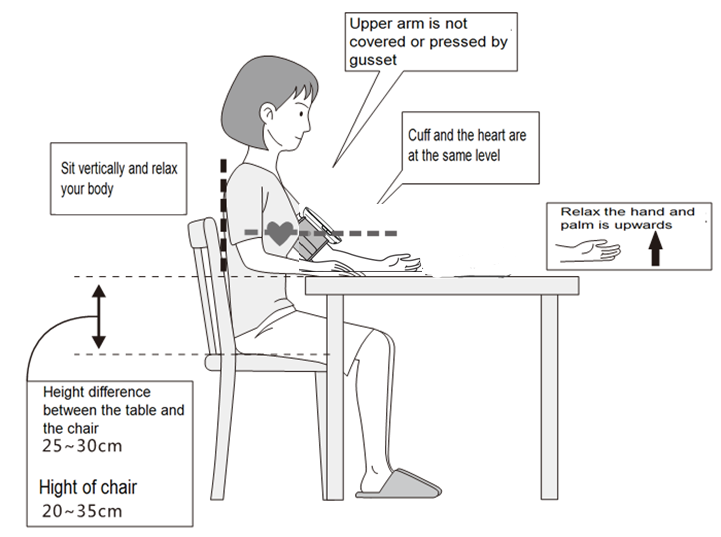 Upper arm is not
covered or pressed by
gusset
Cuff and the heart are
at the same level
Sit vertically and relax
your body
Relax the hand and
palm is upwards
Height difference
between the table and
the chair
25~30cm
Hight of chair
20~35cm